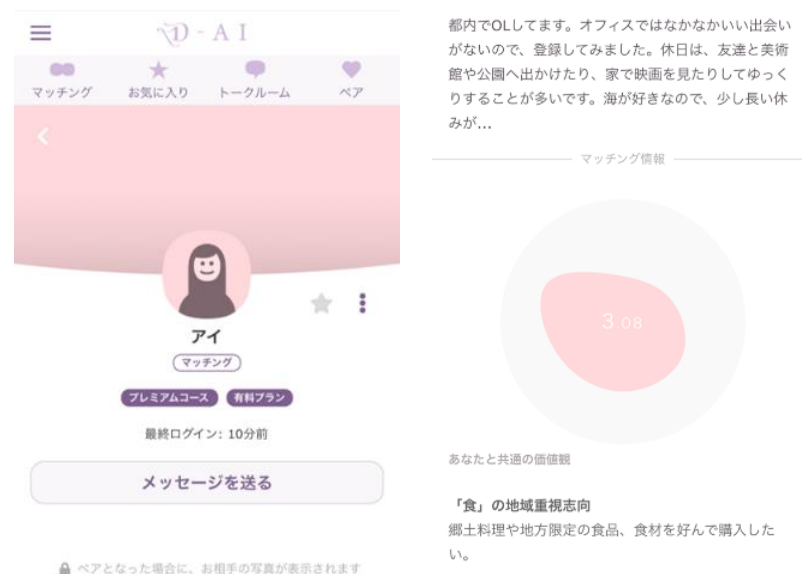 D - AI
マッチング
お気に入り
トークルーム
ペア
アイ
マッチング
プレミアムコース
有料プラン
最終ログイン: 10分前
メッセージを送る
ペアとなった場合に、お相手の写真が表示されます
都内でOLしてます。オフィスではなかなかいい出会い
がないので、登録してみました。休日は、友達と美術
館や公園へ出かけたり、家で映画を見たりしてゆっく
りすることが多いです。海が好きなので、少し長い休
みが...
マッチング情報
3.08
あなたと共通の価値観
「食」の地域重視志向
郷土料理や地方限定の食品、食材を好んで購入した
い。